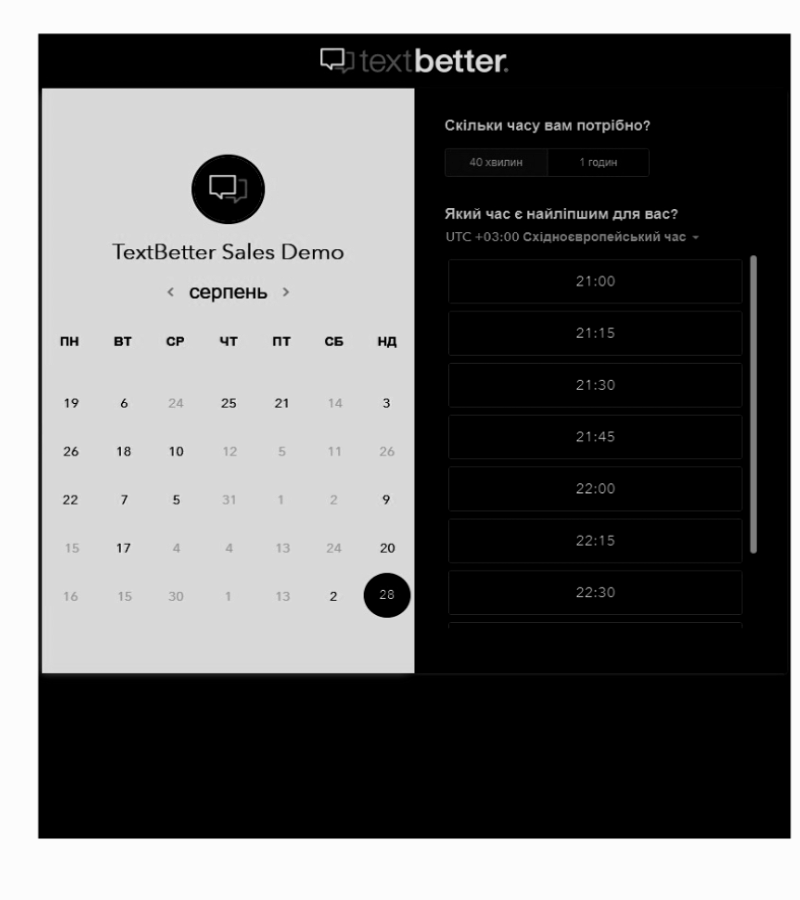 textbetter.
TextBetter Sales Demo
< серпень >
ПН ВТ СР ЧТ ПТ СБ НД
19 6 24 25 21 14 3
26 18 10 12 5 11 26
22 7 5 31 1 2 9
15 17 4 4 13 24 20
16 15 30 1 13 2 28
Скільки часу вам потрібно?
40 хвилин 1 годин
Який час є найліпшим для вас?
UTC +03:00 Східноєвропейський час
21:00
21:15
21:30
21:45
22:00
22:15
22:30